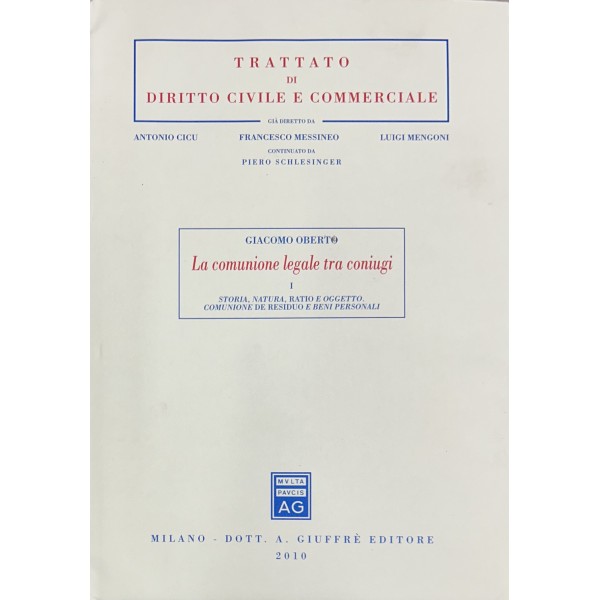 TRATTATO
DI
DIRITTO CIVILE E COMMERCIALE
GIÀ DIRETTO DA
ANTONIO CICU FRANCESCO MESSINEO LUIGI MENGONI
CONTINUATO DA
PIERO SCHLESINGER
GIACOMO OBERTO
La comunione legale tra coniugi
I
STORIA, NATURA, RATIO E OGGETTO.
COMUNIONE DE RESIDUO E BENI PERSONALI
MVLTA
PAVCIS
AG
MILANO - DOTT. A. GIUFFRÈ EDITORE
2010